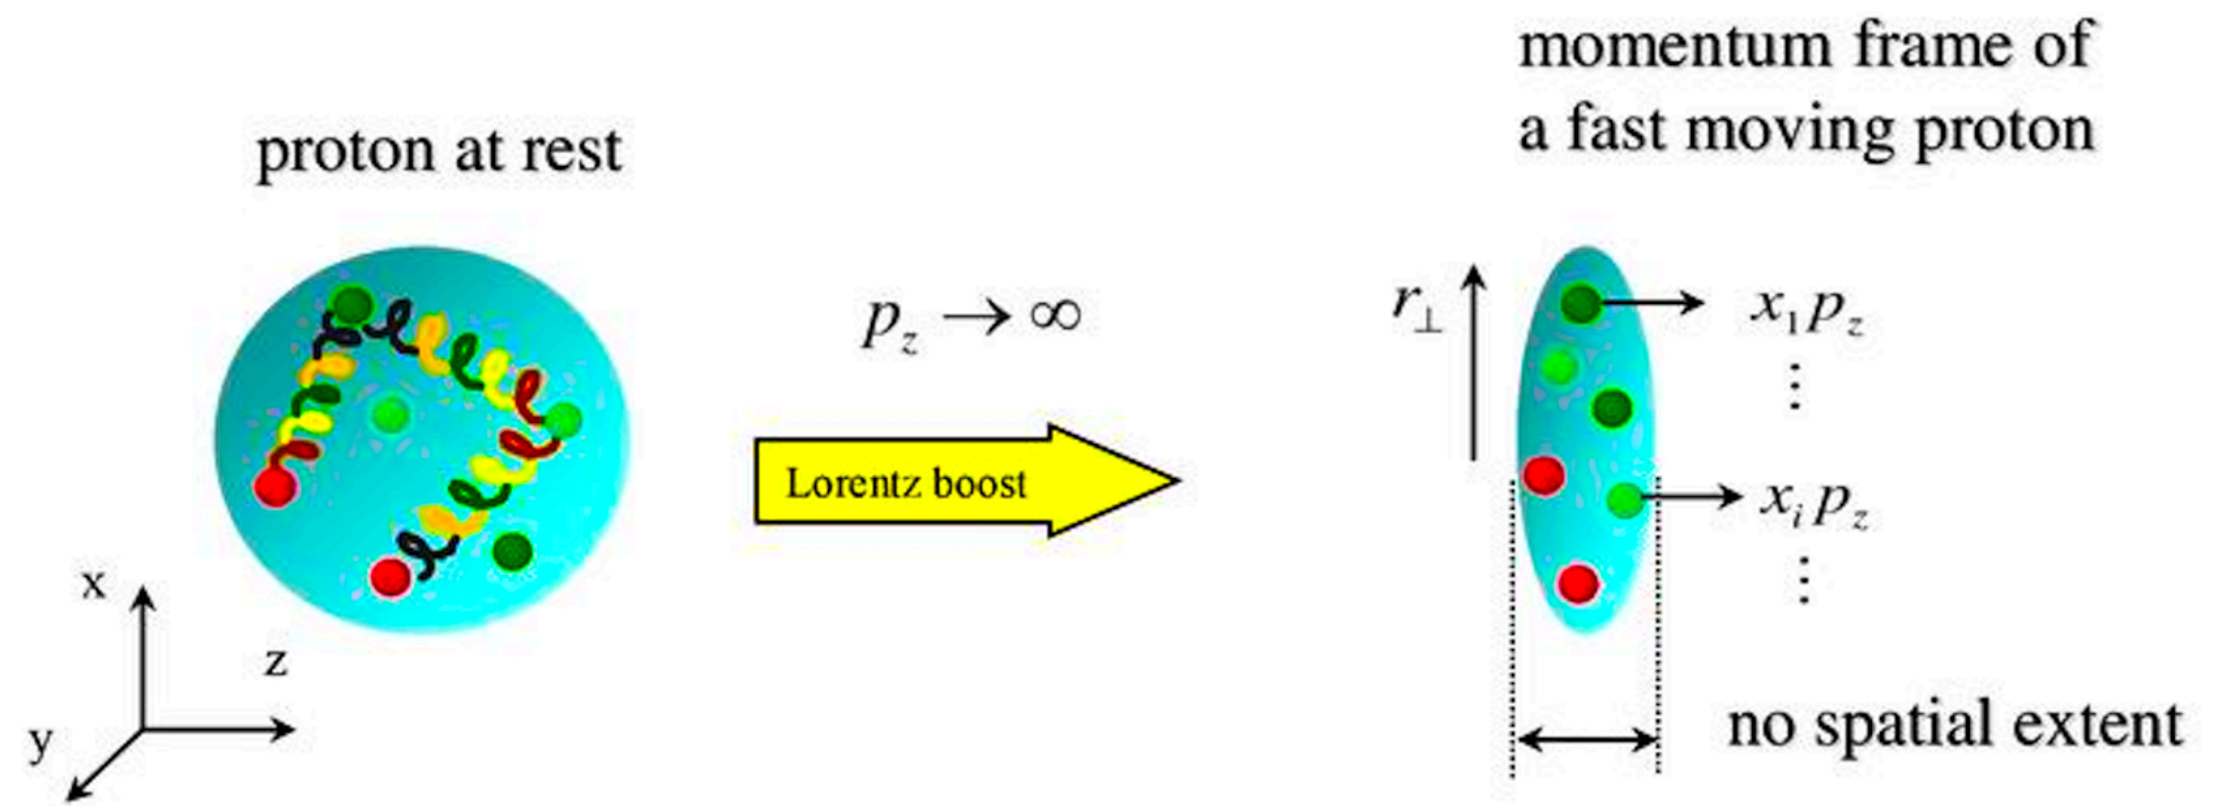 momentum frame of
a fast moving proton
proton at rest
p_z → ∞
r_⊥
x_1 p_z
⋮
Lorentz boost
x_i p_z
⋮
x
z
y
no spatial extent